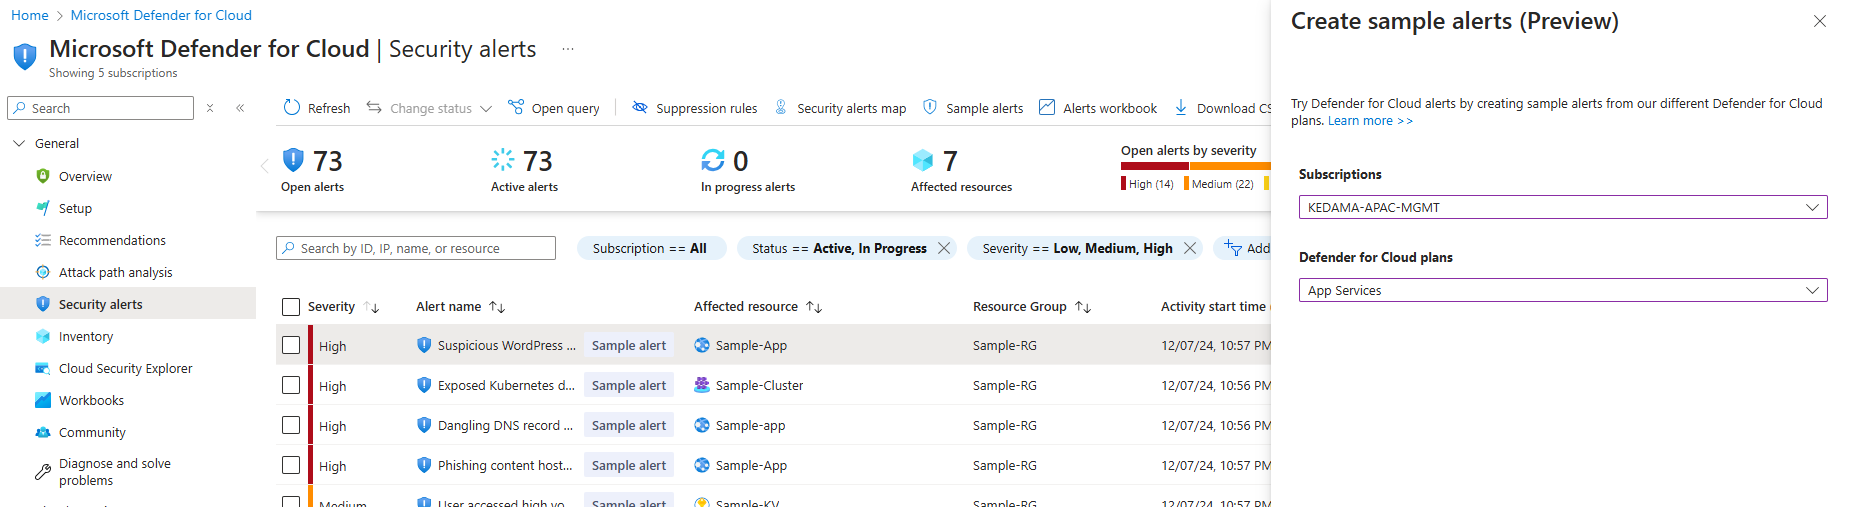 Home > Microsoft Defender for Cloud
Microsoft Defender for Cloud | Security alerts ...
Showing 5 subscriptions
Search
General
Overview
Setup
Recommendations
Attack path analysis
Security alerts
Inventory
Cloud Security Explorer
Workbooks
Community
Diagnose and solve
problems
Refresh Change status Open query Suppression rules Security alerts map Sample alerts Alerts workbook Download CS
73 73 0 7
Open alerts Active alerts In progress alerts Affected resources
Open alerts by severity
High (14) Medium (22)
Search by ID, IP, name, or resource Subscription == All Status == Active, In Progress Severity == Low, Medium, High Add
Severity Alert name Affected resource Resource Group Activity start time (
High Suspicious WordPress ... Sample alert Sample-App Sample-RG 12/07/24, 10:57 PM
High Exposed Kubernetes d... Sample alert Sample-Cluster Sample-RG 12/07/24, 10:56 PM
High Dangling DNS record ... Sample alert Sample-app Sample-RG 12/07/24, 10:56 PM
High Phishing content host... Sample alert Sample-App Sample-RG 12/07/24, 10:57 PM
Medium User accessed high vo... Sample alert Sample-KV Sample-RG 12/07/24, 10:56 PM
Create sample alerts (Preview)
Try Defender for Cloud alerts by creating sample alerts from our different Defender for Cloud
plans. Learn more >>
Subscriptions
KEDAMA-APAC-MGMT
Defender for Cloud plans
App Services